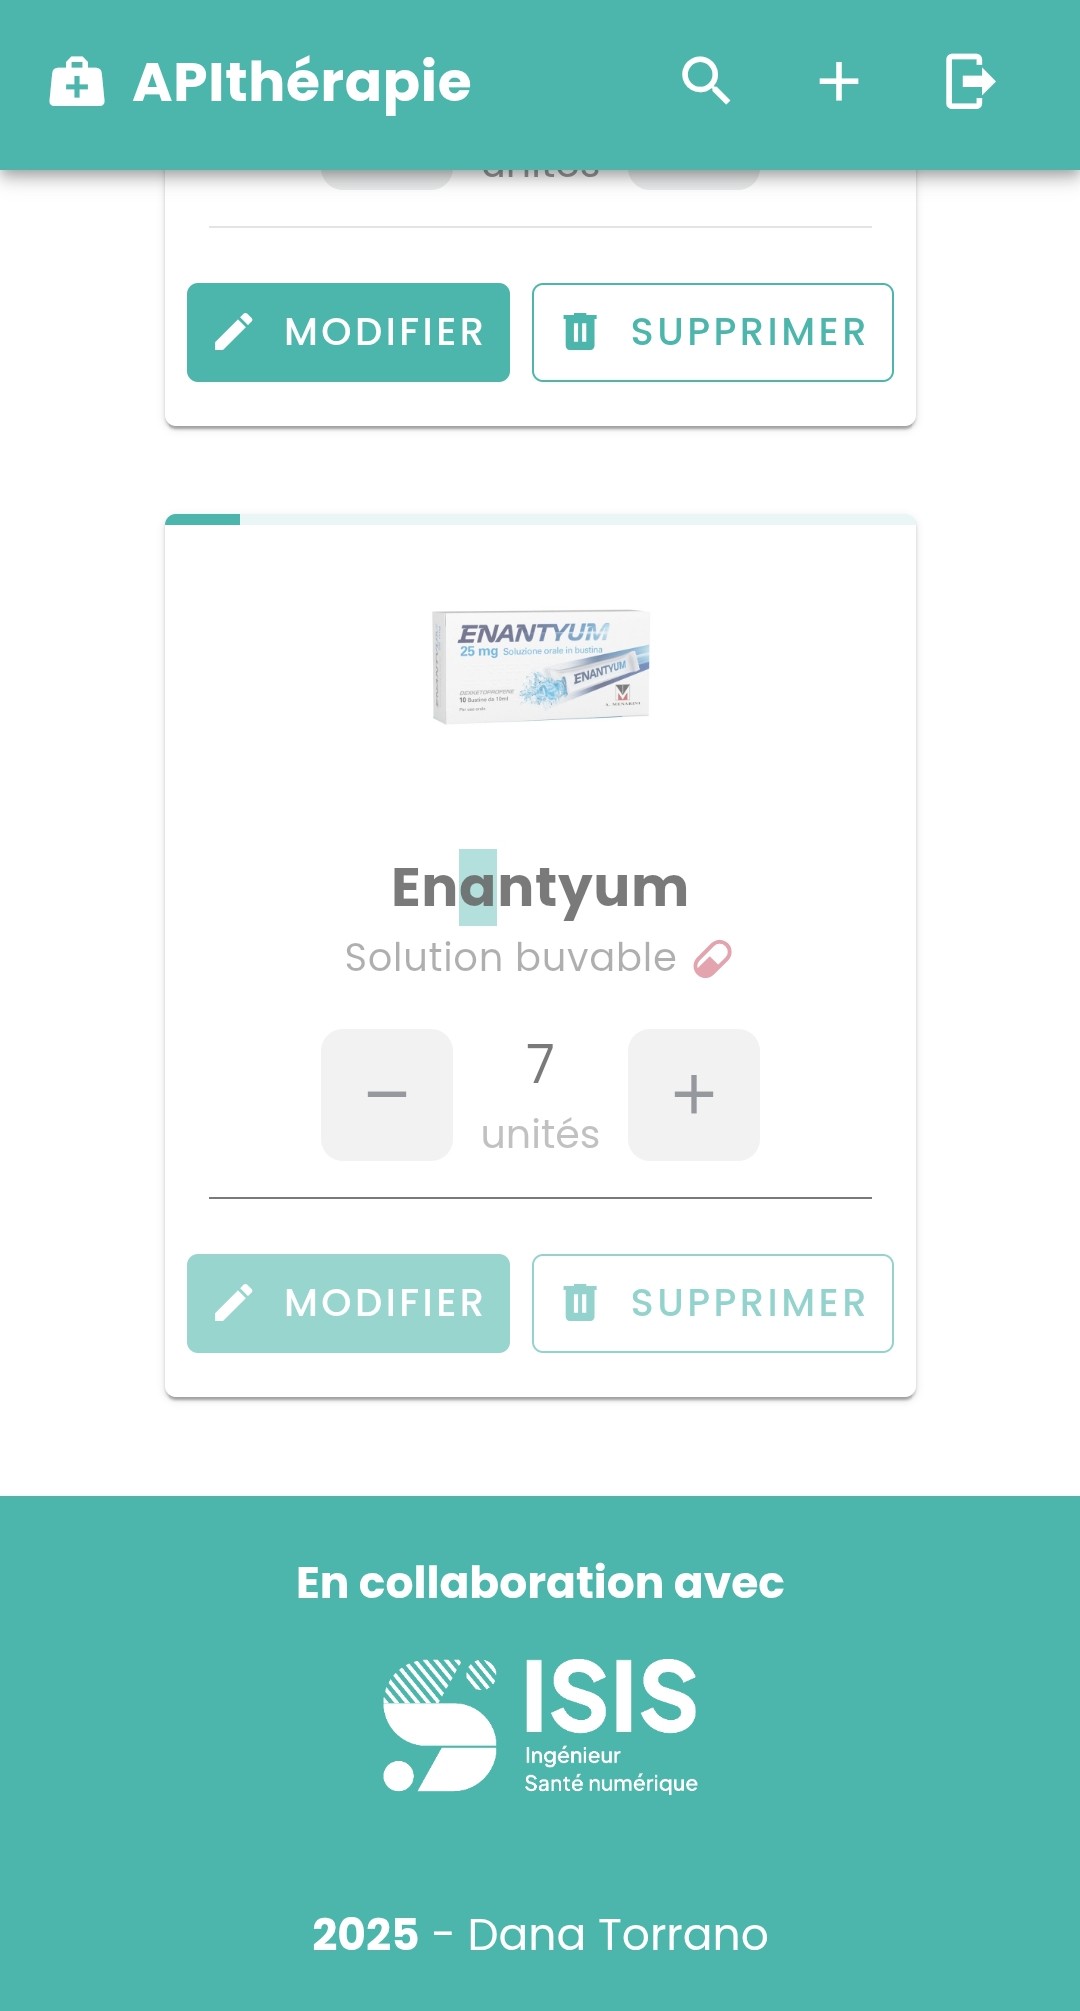 APIthérapie
unités
MODIFIER
SUPPRIMER
ENANTYUM
25 mg Soluzione orale in bustina
ENANTYUM
Enantyum
Solution buvable
7
unités
MODIFIER
SUPPRIMER
En collaboration avec
ISIS
Ingénieur
Santé numérique
2025 - Dana Torrano